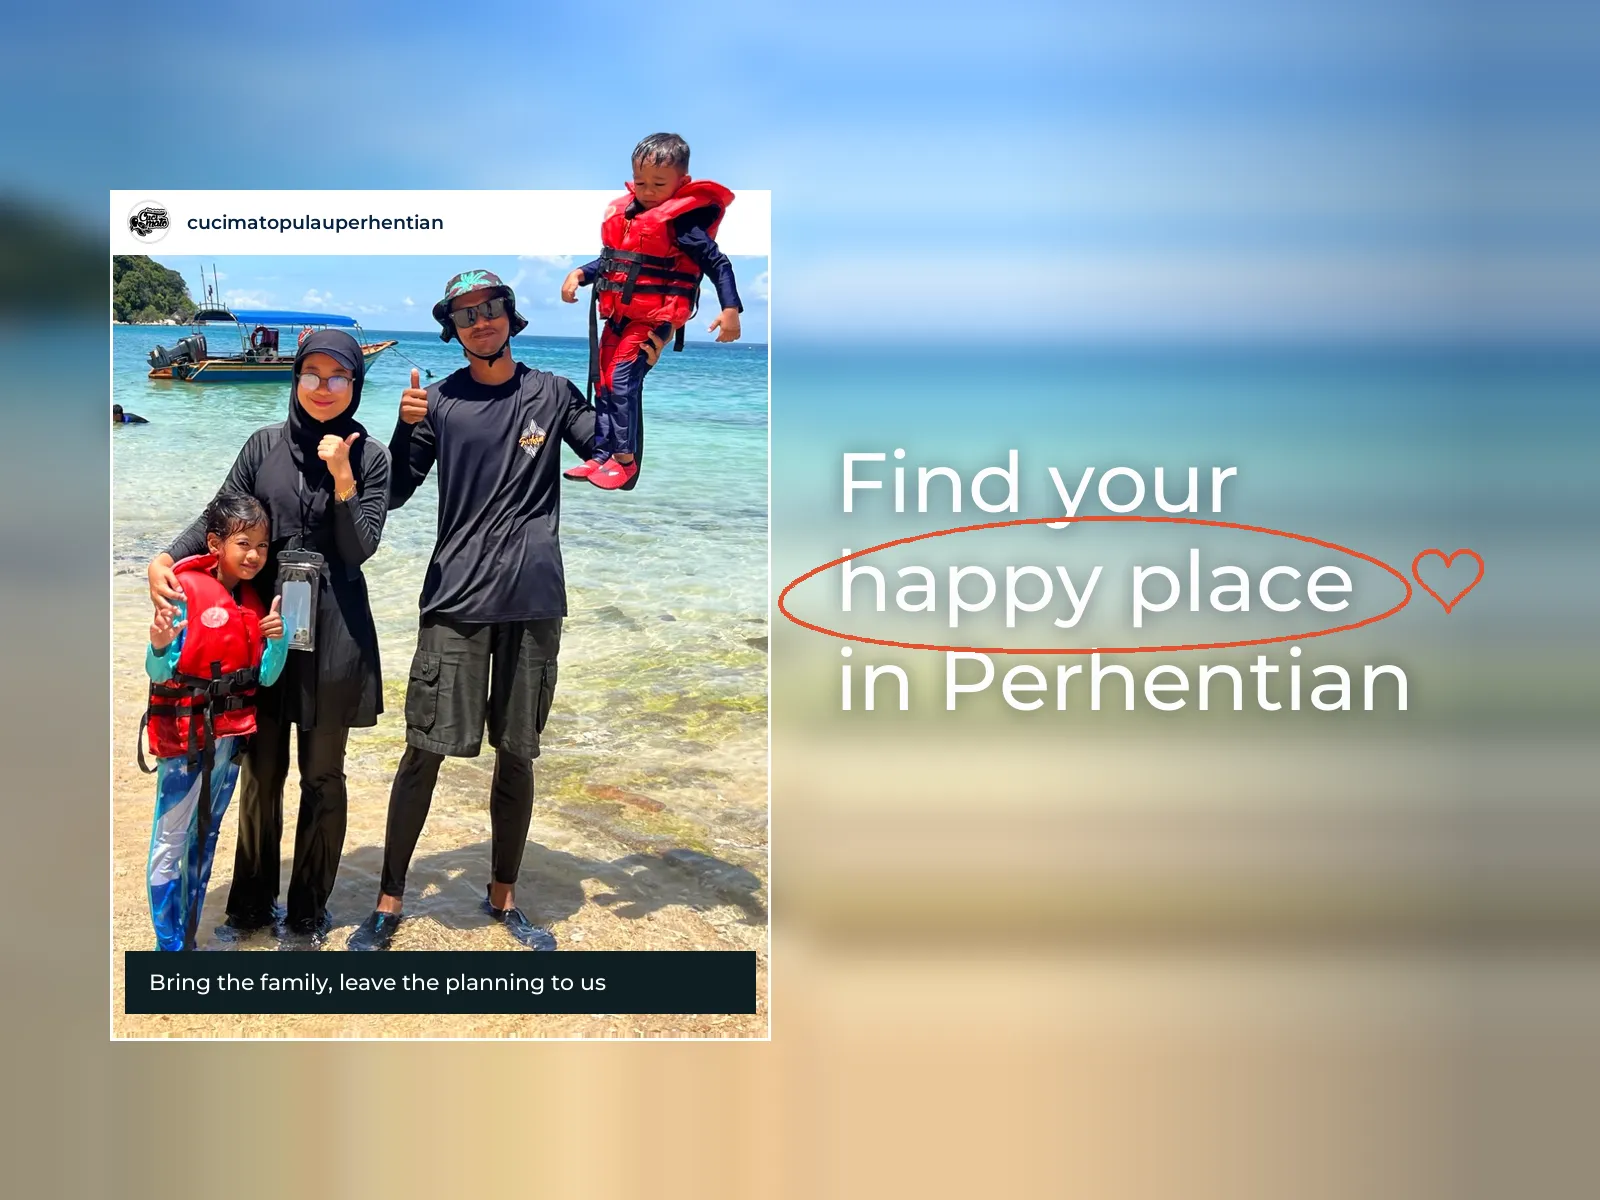 cucimatopulauperhentian
Bring the family, leave the planning to us
Find your
happy place
in Perhentian